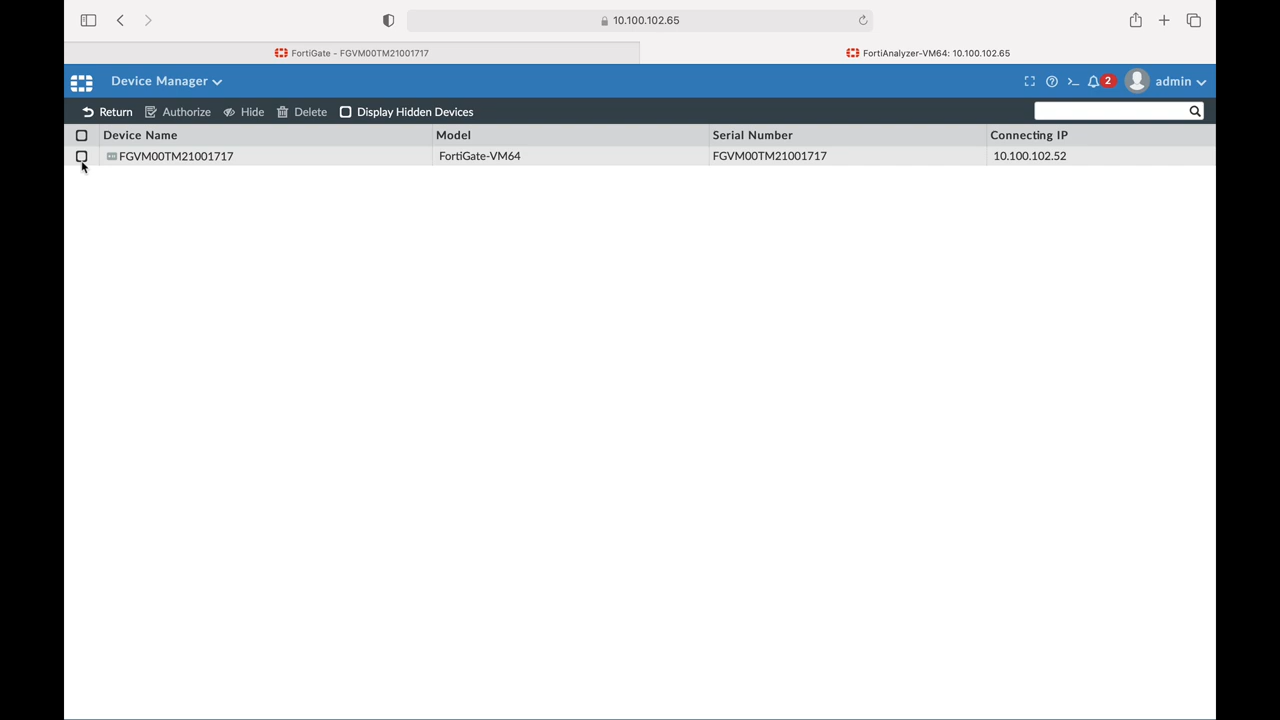 10.100.102.65
FortiGate - FGVM00TM21001717
FortiAnalyzer-VM64: 10.100.102.65
Device Manager
2
admin
Return
Authorize
Hide
Delete
Display Hidden Devices
Device Name Model Serial Number Connecting IP
FGVM00TM21001717 FortiGate-VM64 FGVM00TM21001717 10.100.102.52